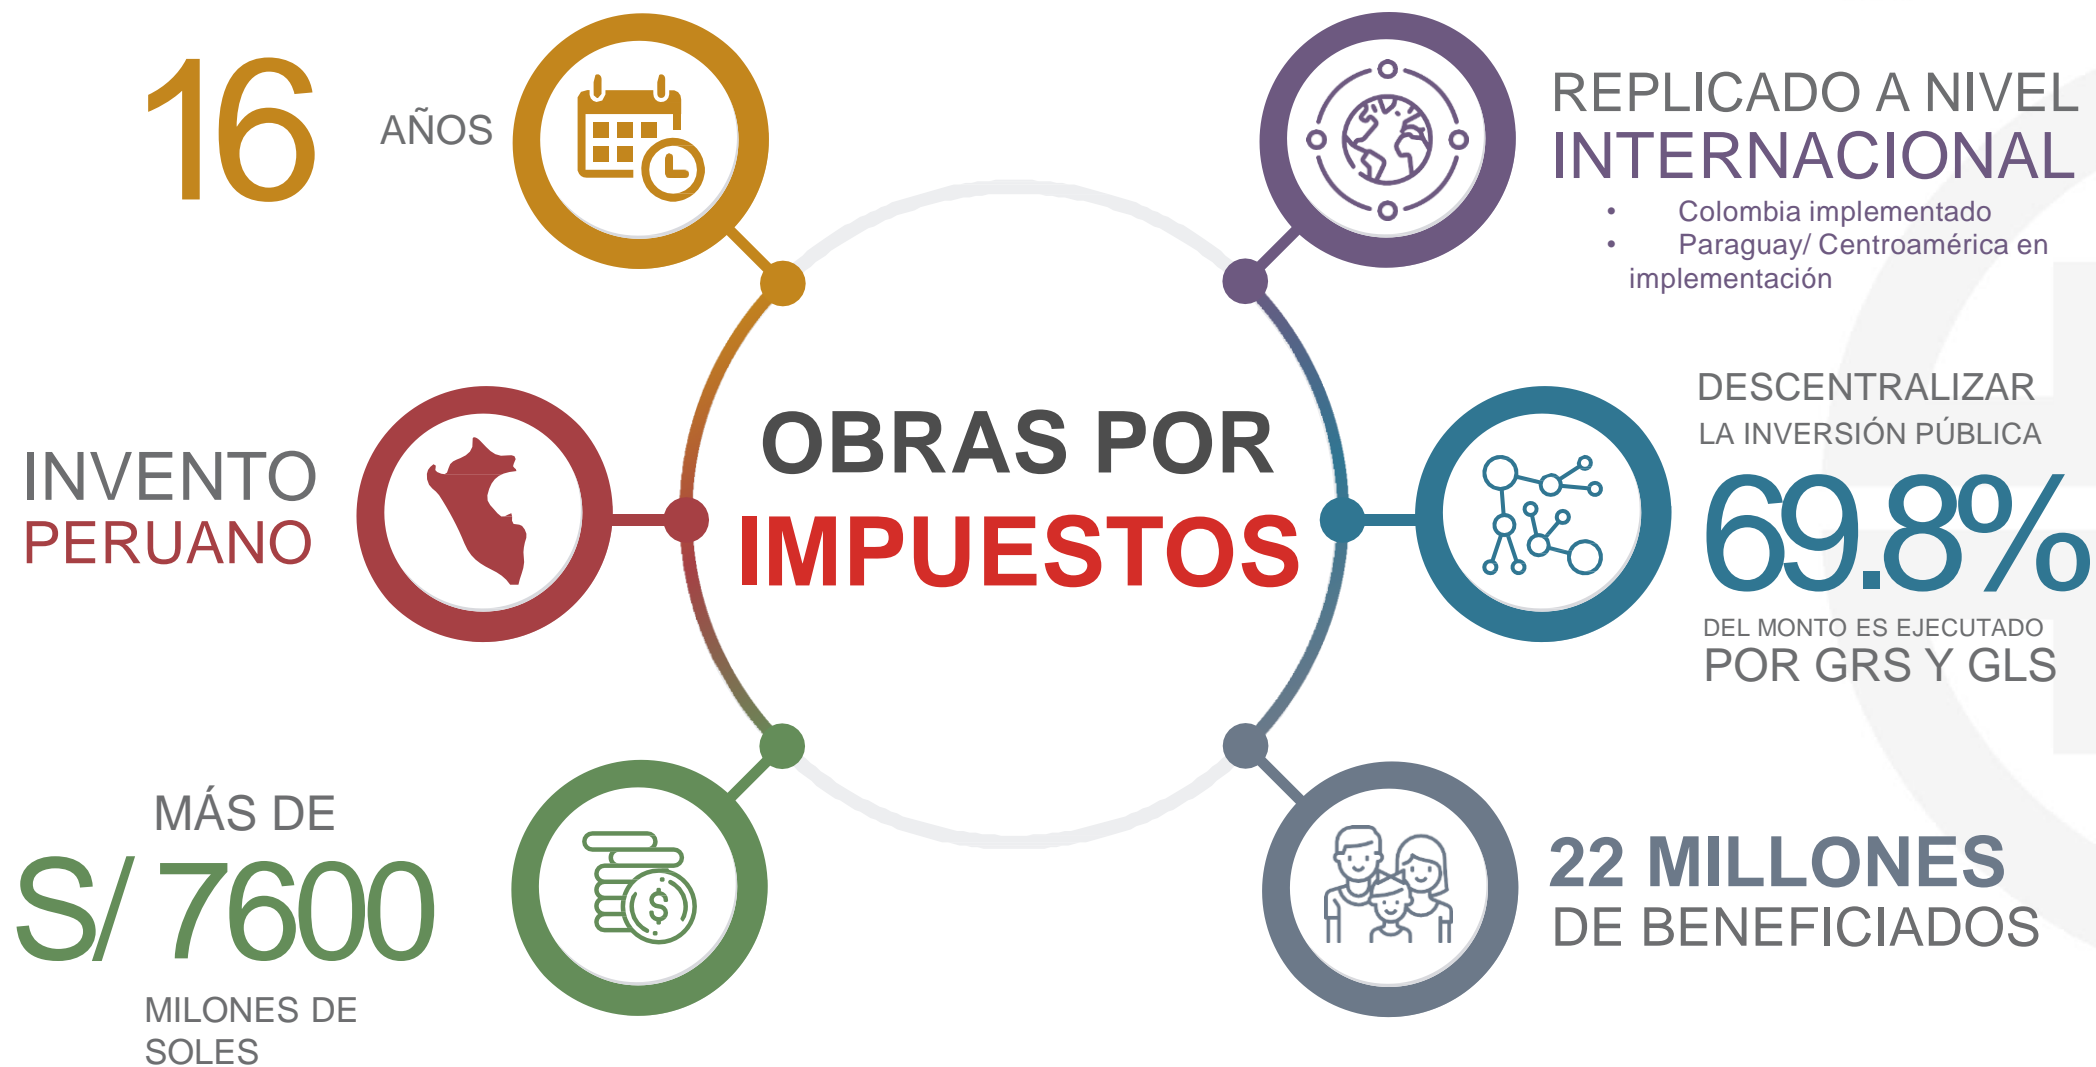 16
AÑOS
INVENTO
PERUANO
MÁS DE
S/ 7600
MILONES DE
SOLES
OBRAS POR
IMPUESTOS
REPLICADO A NIVEL
INTERNACIONAL
• Colombia implementado
• Paraguay/ Centroamérica en
implementación
DESCENTRALIZAR
LA INVERSIÓN PÚBLICA
69.8%
DEL MONTO ES EJECUTADO
POR GRS Y GLS
22 MILLONES
DE BENEFICIADOS
$